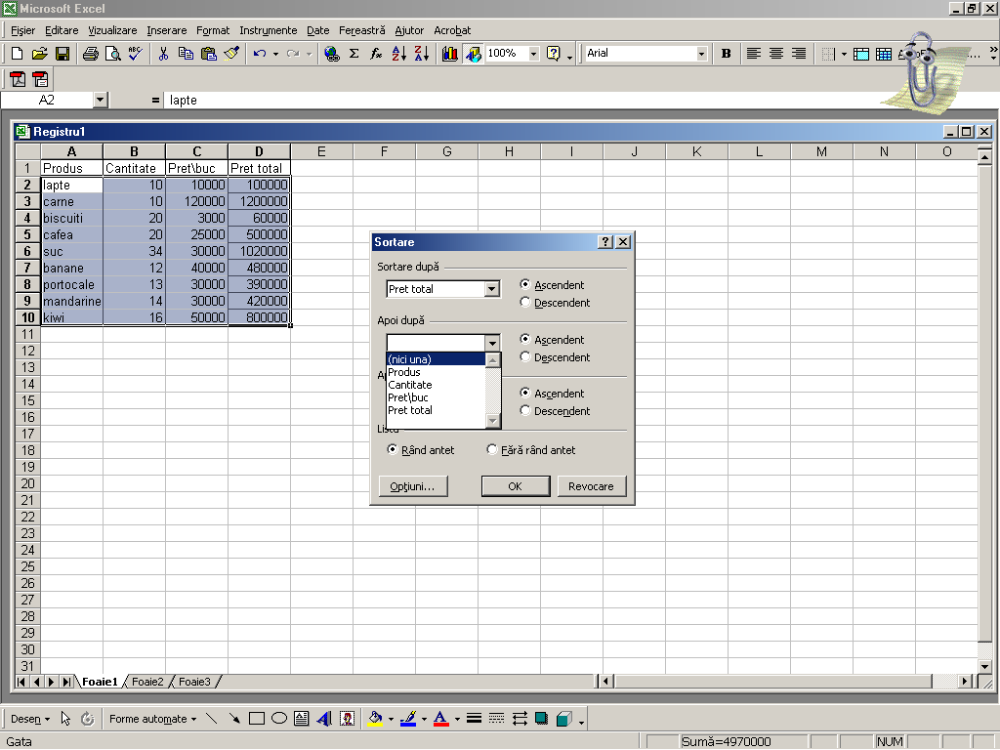 Microsoft Excel
Fişier Editare Vizualizare Inserare Format Instrumente Date Fereastră Ajutor Acrobat
100% Arial B
A2 = lapte
Registru1
A B C D E F G H I J K L M N O
1 Produs Cantitate Pret\buc Pret total
2 lapte 10 10000 100000
3 carne 10 120000 1200000
4 biscuiti 20 3000 60000
5 cafea 20 25000 500000
6 suc 34 30000 1020000
7 banane 12 40000 480000
8 portocale 13 30000 390000
9 mandarine 14 30000 420000
10 kiwi 16 50000 800000
11
12
13
14
15
16
17
18
19
20
21
22
23
24
25
26
27
28
29
30
31
Sortare
Sortare după
Pret total
Ascendent
Descendent
Apoi după
Ascendent
Descendent
(nici una)
Produs
Cantitate
Pret\buc
Pret total
Ascendent
Descendent
Rând antet Fără rând antet
Opţiuni... OK Revocare
Foaie1 Foaie2 Foaie3
Desen Forme automate
Gata Sumă=4970000 NUM